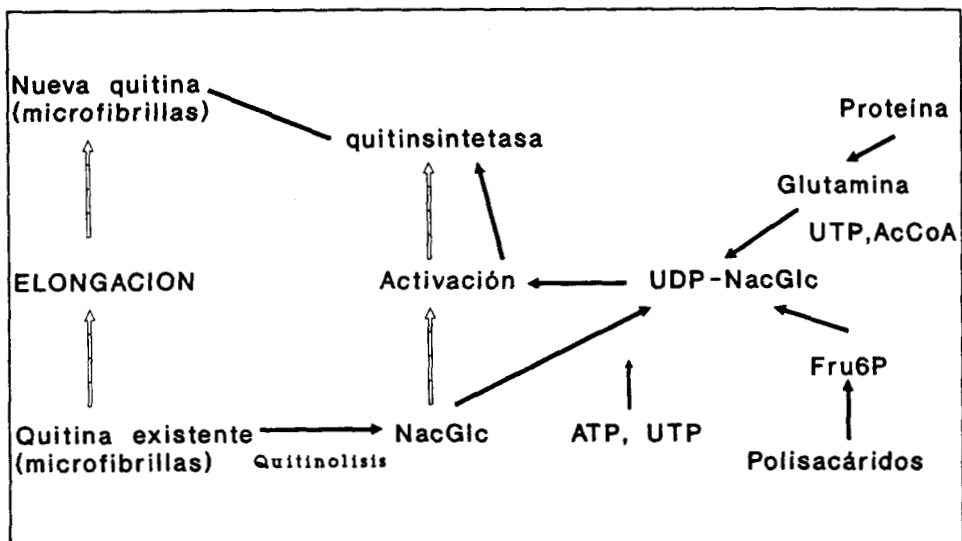 Nueva quitina
(microfibrillas)
quitinsintetasa
Proteína
Glutamina
UTP,AcCoA
ELONGACION
Activación
UDP-NacGlc
Fru6P
Quitina existente
(microfibrillas)
Quitinolisis
NacGlc
ATP, UTP
Polisacáridos